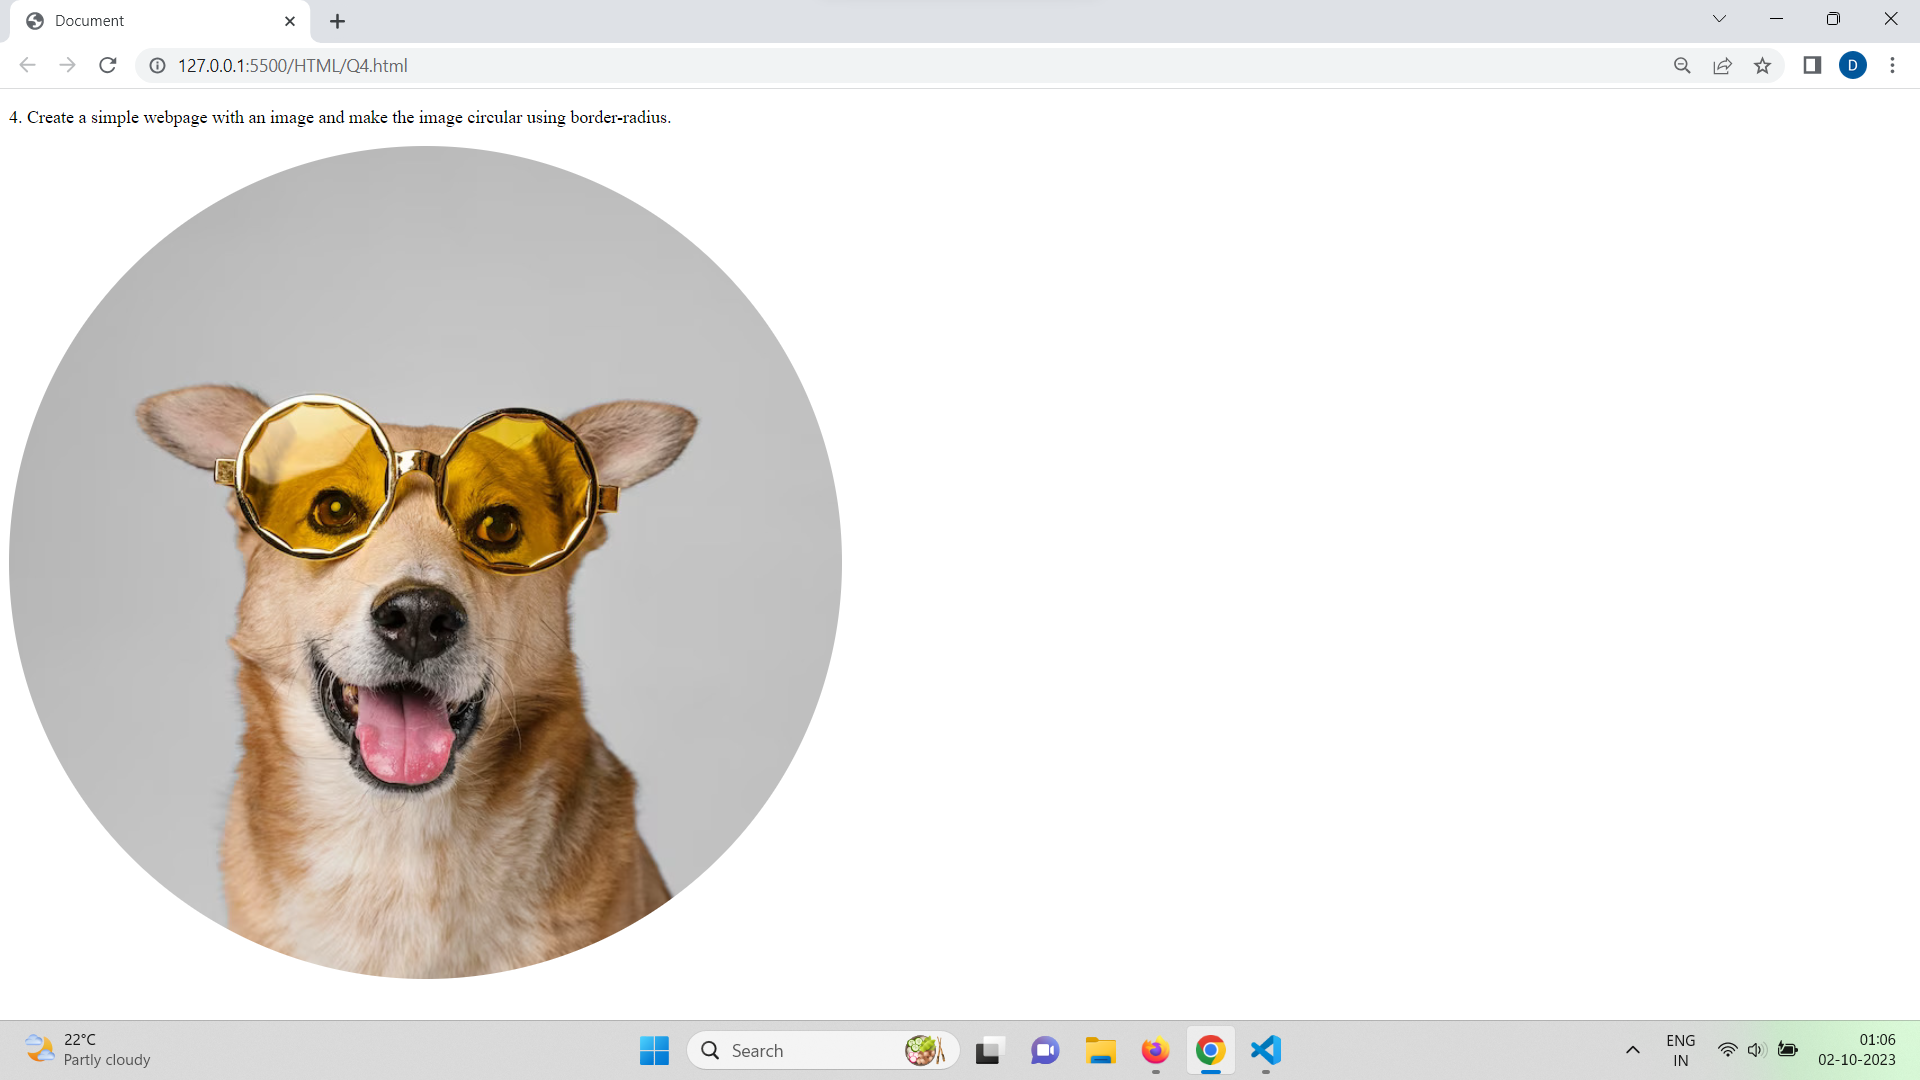 Document
127.0.0.1:5500/HTML/Q4.html
D
4. Create a simple webpage with an image and make the image circular using border-radius.
22°C
Partly cloudy
Search
ENG
IN
01:06
02-10-2023